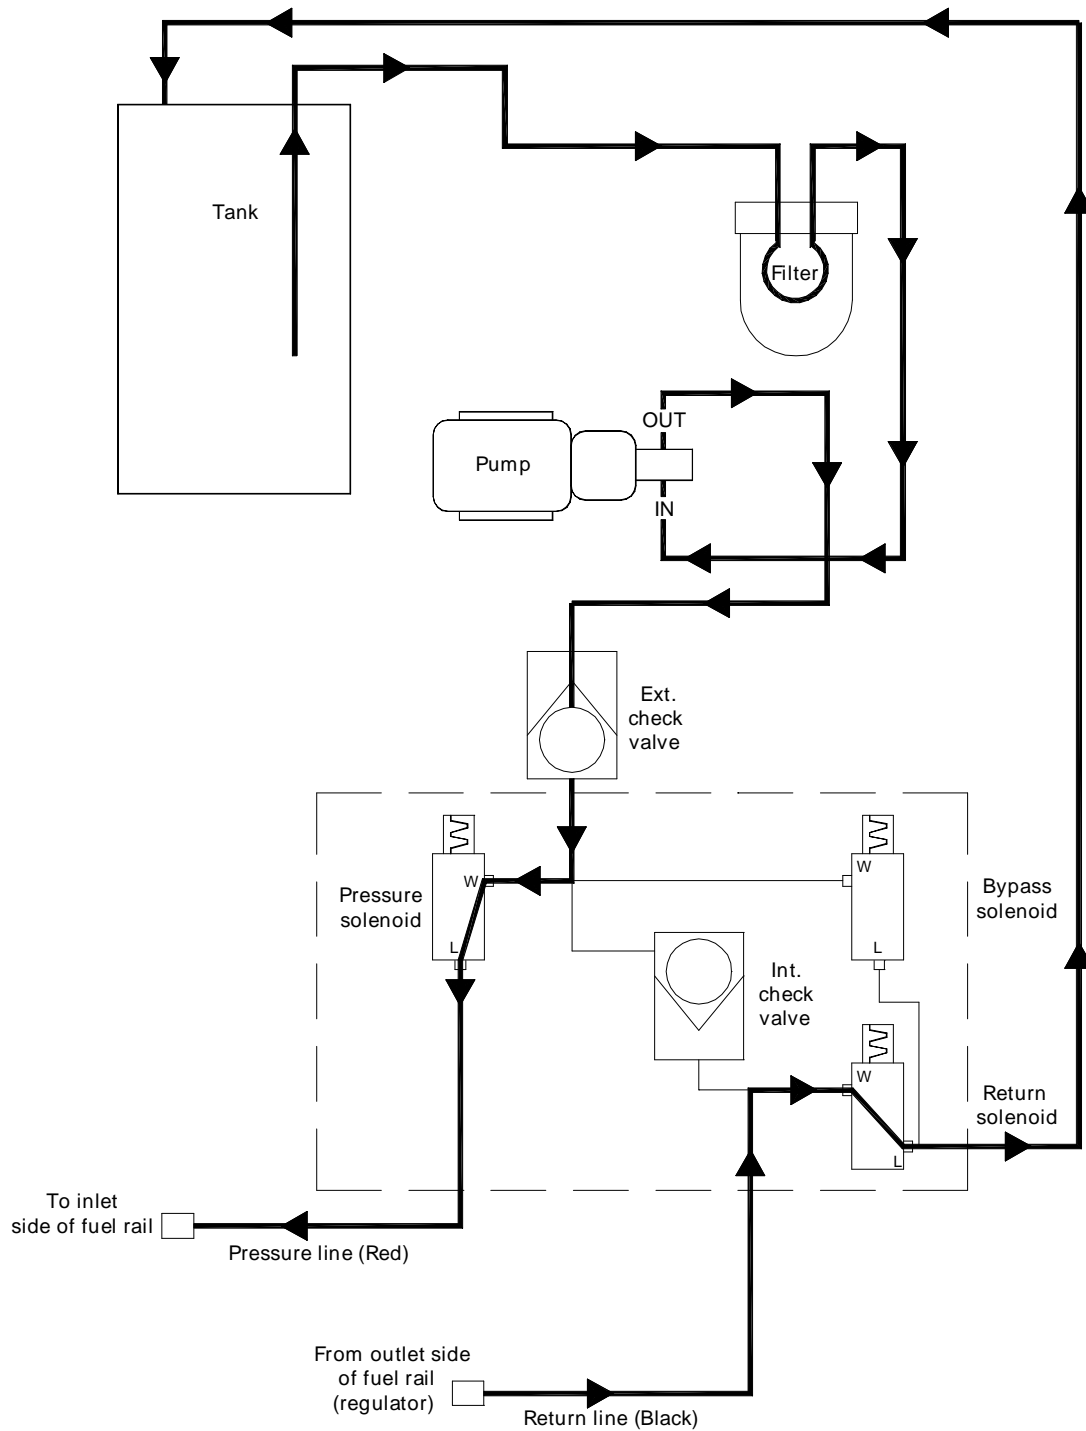 Tank
Filter
OUT
Pump
IN
Ext.
check
valve
W
Pressure
solenoid
L
W
Bypass
solenoid
L
Int.
check
valve
W
Return
solenoid
L
To inlet
side of fuel rail
Pressure line (Red)
From outlet side
of fuel rail
(regulator)
Return line (Black)